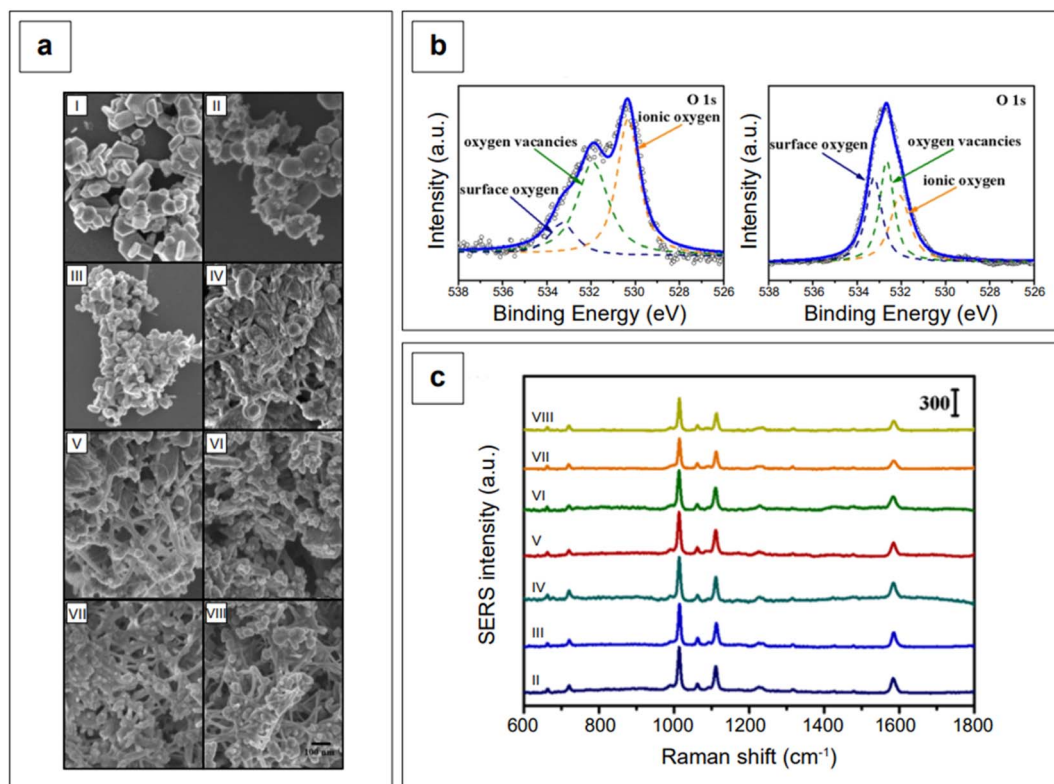 a
I
II
III
IV
V
VI
VII
VIII
100 nm
b
Intensity (a.u.)
O 1s
ionic oxygen
oxygen vacancies
surface oxygen
538 536 534 532 530 528 526
Binding Energy (eV)
Intensity (a.u.)
O 1s
surface oxygen
oxygen vacancies
ionic oxygen
538 536 534 532 530 528 526
Binding Energy (eV)
c
SERS intensity (a.u.)
300
VIII
VII
VI
V
IV
III
II
600 800 1000 1200 1400 1600 1800
Raman shift (cm⁻¹)